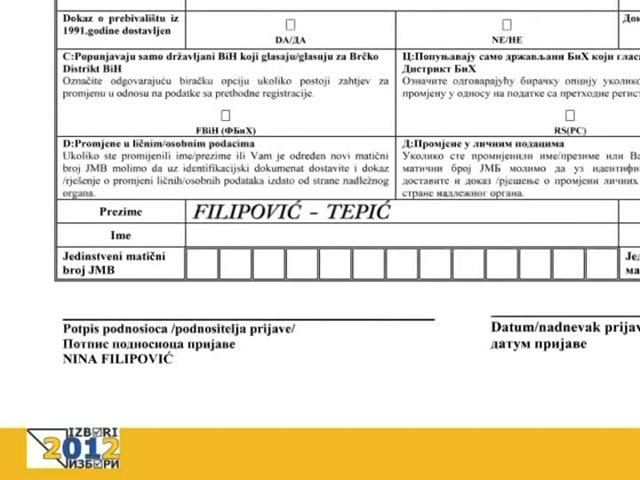 Dokaz o prebivalištu iz
1991.godine dostavljen
DA/ДА
NE/НЕ
C:Popunjavaju samo državljani BiH koji glasaju/glasuju za Brčko
Distrikt BiH
Označite odgovarajuću biračku opciju ukoliko postoji zahtjev za
promjenu u odnosu na podatke sa prethodne registracije.
FBiH (ФБиХ)
Ц:Попуњавају само држављани БиХ који глас
Дистрикт БиХ
Означите одговарајућу бирачку опцију уколико
промјену у односу на податке са претходне регист
RS(РС)
D:Promjene u ličnim/osobnim podacima
Ukoliko ste promijenili ime/prezime ili Vam je određen novi matični
broj JMB molimo da uz identifikacijski dokumenat dostavite i dokaz
/rješenje o promjeni ličnih/osobnih podataka izdato od strane nadležnog
organa.
Д:Промјене у личним подацима
Уколико сте промијенили име/презиме или Ва
матични број ЈМБ молимо да уз идентифи
доставите и доказ /рјешење о промјени личних
стране надлежног органа.
Prezime FILIPOVIĆ - TEPIĆ
Ime
Jedinstveni matični
broj JMB
Potpis podnosioca /podnositelja prijave/
Потпис подносиоца пријаве
NINA FILIPOVIĆ
Datum/nadnevak prijav
датум пријаве
IZBORI
2012
ИЗБОРИ